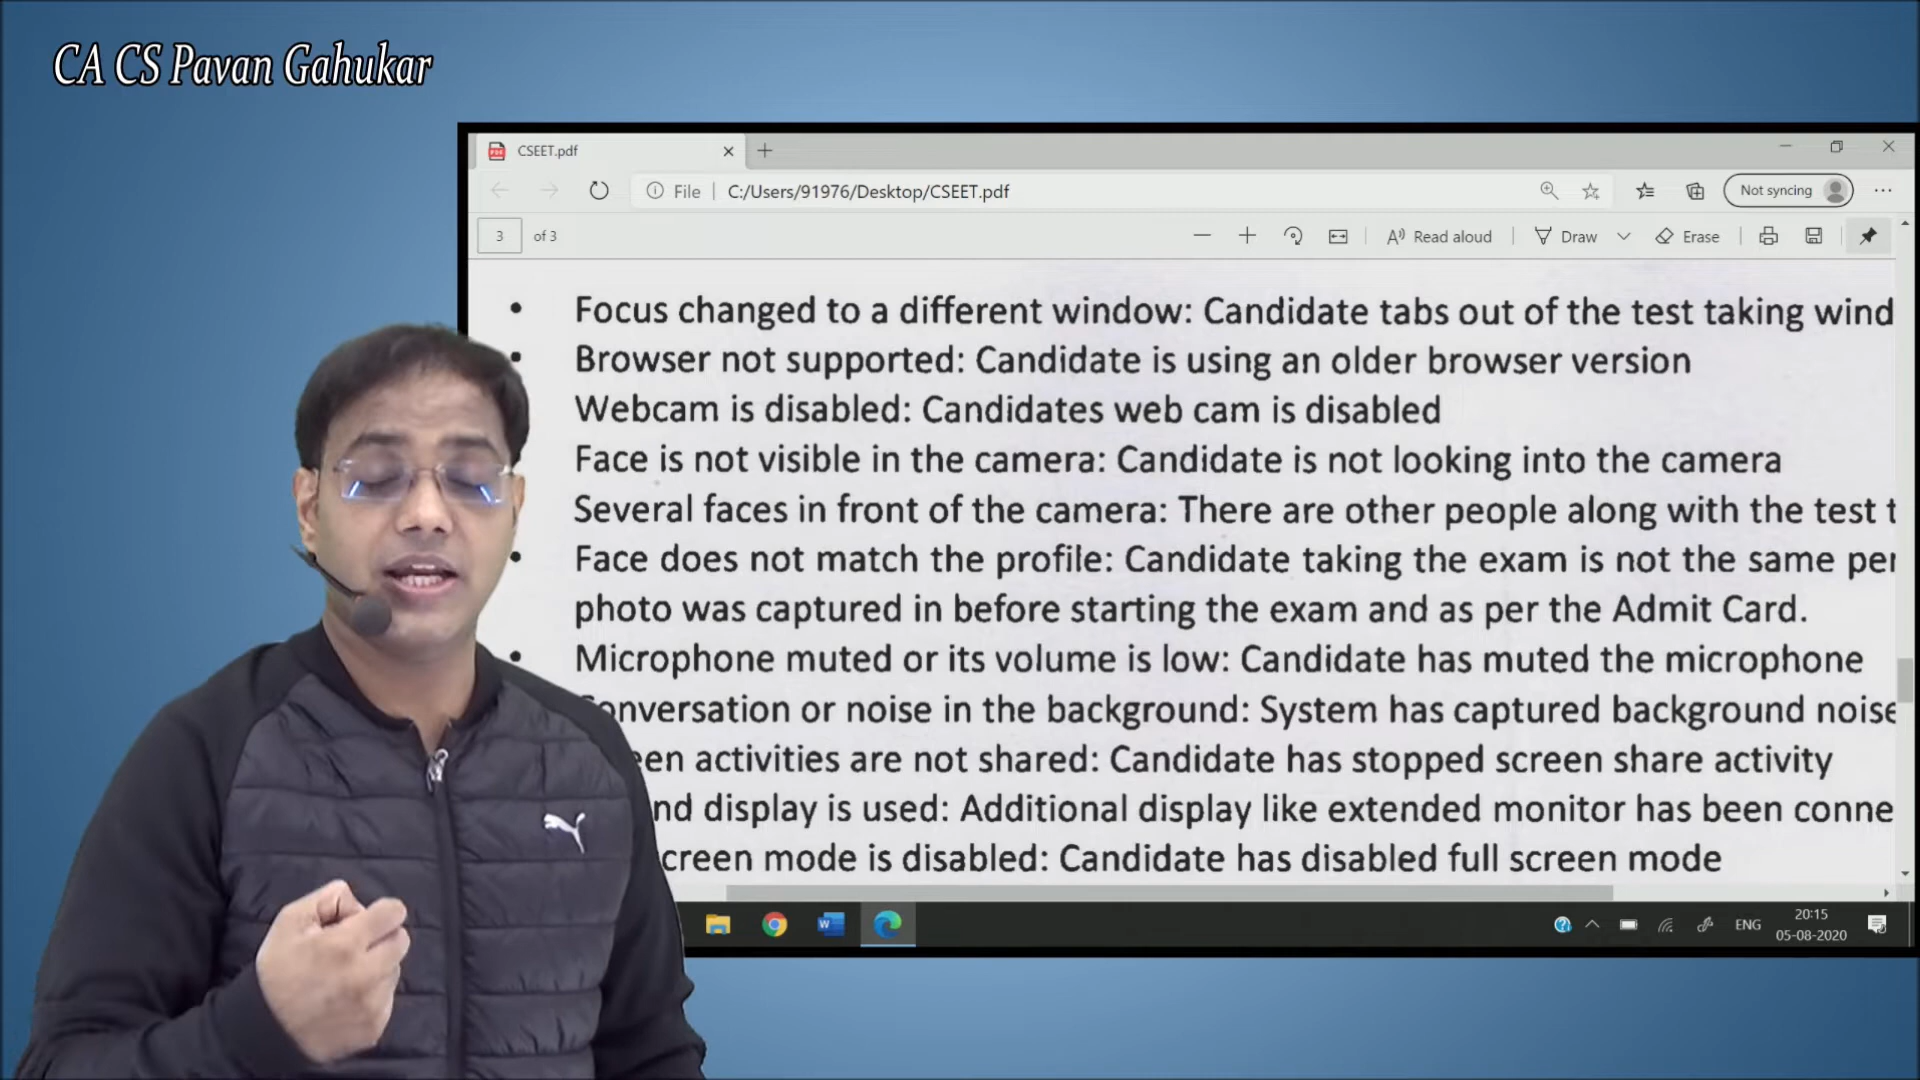 CA CS Pavan Gahukar
CSEET.pdf
File C:/Users/91976/Desktop/CSEET.pdf
Not syncing
3 of 3
Read aloud
Draw
Erase
• Focus changed to a different window: Candidate tabs out of the test taking wind
• Browser not supported: Candidate is using an older browser version
Webcam is disabled: Candidates web cam is disabled
Face is not visible in the camera: Candidate is not looking into the camera
Several faces in front of the camera: There are other people along with the test t
• Face does not match the profile: Candidate taking the exam is not the same per
photo was captured in before starting the exam and as per the Admit Card.
• Microphone muted or its volume is low: Candidate has muted the microphone
onversation or noise in the background: System has captured background noise
een activities are not shared: Candidate has stopped screen share activity
nd display is used: Additional display like extended monitor has been conne
creen mode is disabled: Candidate has disabled full screen mode
ENG
20:15
05-08-2020